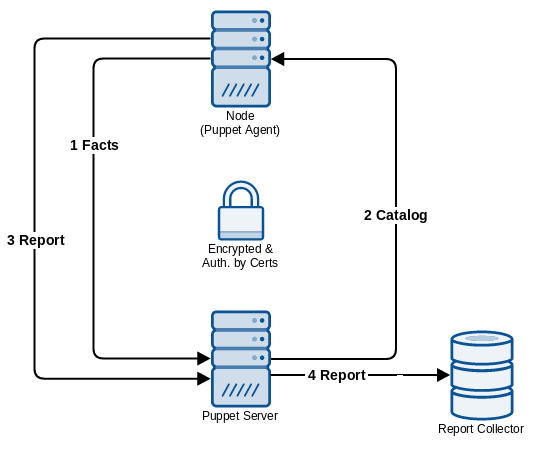 Node
(Puppet Agent)
1 Facts
2 Catalog
3 Report
Encrypted &
Auth. by Certs
4 Report
Puppet Server
Report Collector